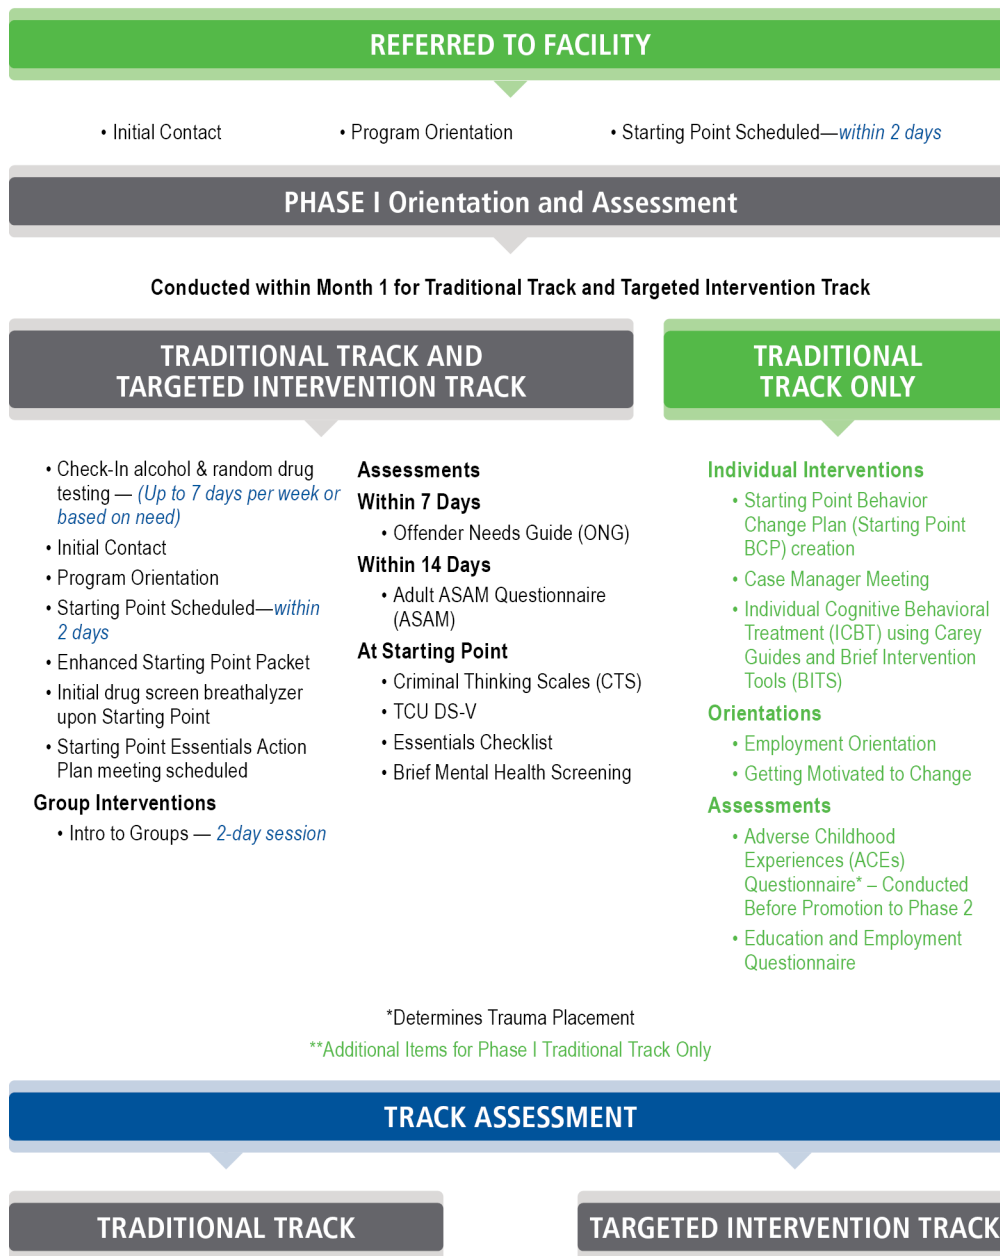 REFERRED TO FACILITY
• Initial Contact
• Program Orientation
• Starting Point Scheduled—within 2 days
PHASE I Orientation and Assessment
Conducted within Month 1 for Traditional Track and Targeted Intervention Track
TRADITIONAL TRACK AND
TARGETED INTERVENTION TRACK
• Check-In alcohol & random drug
testing — (Up to 7 days per week or
based on need)
• Initial Contact
• Program Orientation
• Starting Point Scheduled—within
2 days
• Enhanced Starting Point Packet
• Initial drug screen breathalyzer
upon Starting Point
• Starting Point Essentials Action
Plan meeting scheduled
Group Interventions
• Intro to Groups — 2-day session
Assessments
Within 7 Days
• Offender Needs Guide (ONG)
Within 14 Days
• Adult ASAM Questionnaire
(ASAM)
At Starting Point
• Criminal Thinking Scales (CTS)
• TCU DS-V
• Essentials Checklist
• Brief Mental Health Screening
TRADITIONAL
TRACK ONLY
Individual Interventions
• Starting Point Behavior
Change Plan (Starting Point
BCP) creation
• Case Manager Meeting
• Individual Cognitive Behavioral
Treatment (ICBT) using Carey
Guides and Brief Intervention
Tools (BITS)
Orientations
• Employment Orientation
• Getting Motivated to Change
Assessments
• Adverse Childhood
Experiences (ACEs)
Questionnaire* – Conducted
Before Promotion to Phase 2
• Education and Employment
Questionnaire
*Determines Trauma Placement
**Additional Items for Phase I Traditional Track Only
TRACK ASSESSMENT
TRADITIONAL TRACK
TARGETED INTERVENTION TRACK